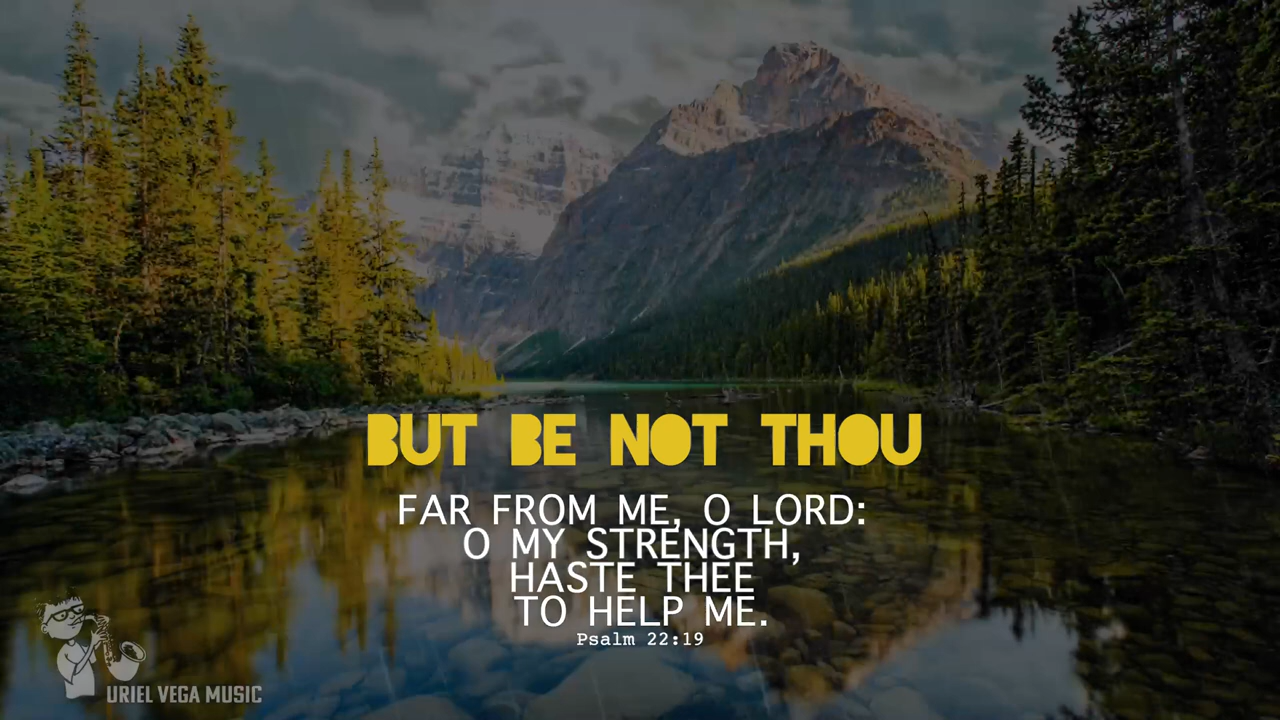 BUT BE NOT THOU
FAR FROM ME, O LORD:
O MY STRENGTH,
HASTE THEE
TO HELP ME.
Psalm 22:19
URIEL VEGA MUSIC